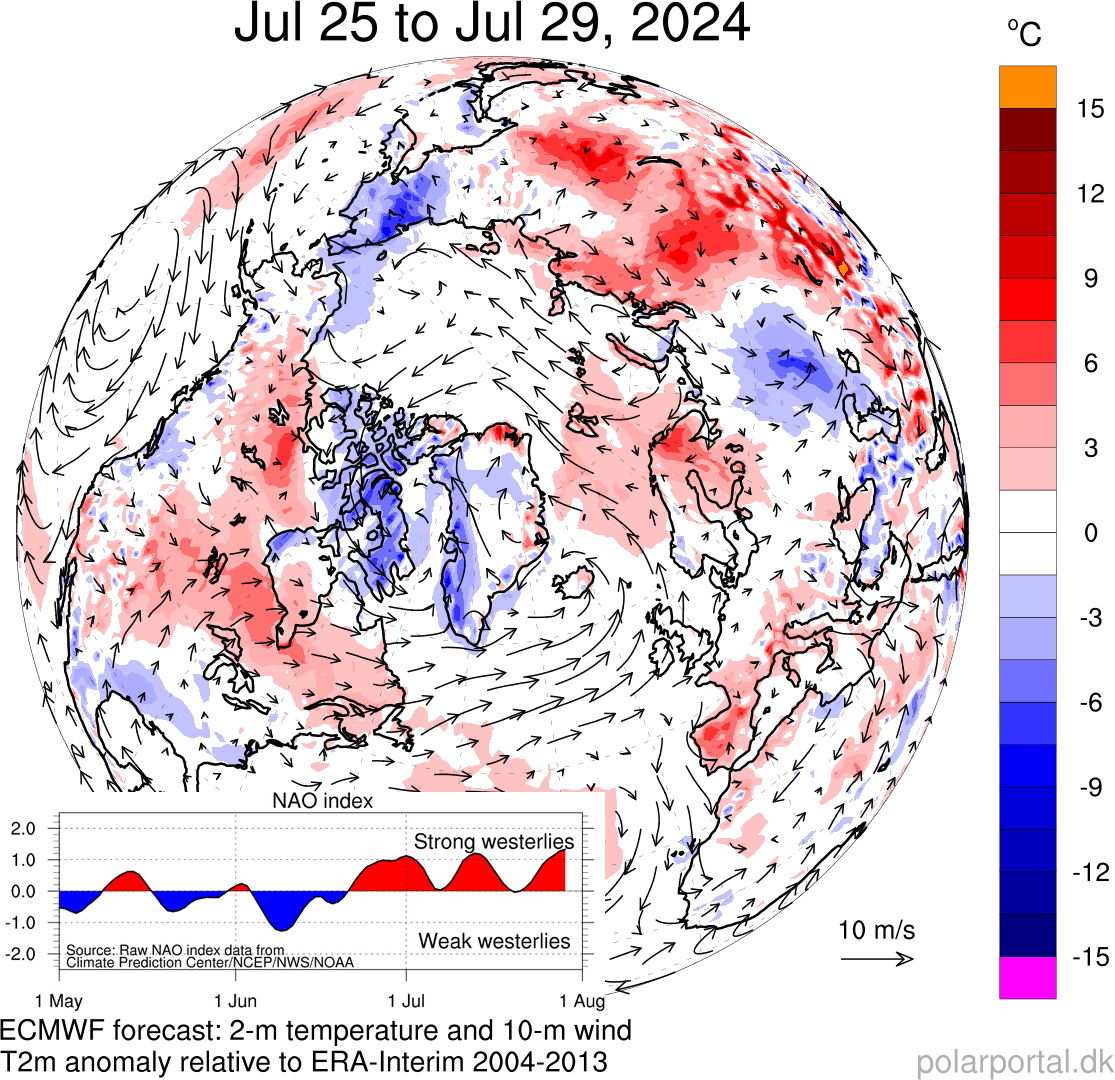 Jul 25 to Jul 29, 2024
°C
15
12
9
6
3
0
-3
-6
-9
-12
-15
10 m/s
NAO index
2.0
1.0
0.0
-1.0
-2.0
Strong westerlies
Weak westerlies
Source: Raw NAO index data from
Climate Prediction Center/NCEP/NWS/NOAA
1 May
1 Jun
1 Jul
1 Aug
ECMWF forecast: 2-m temperature and 10-m wind
T2m anomaly relative to ERA-Interim 2004-2013
polarportal.dk